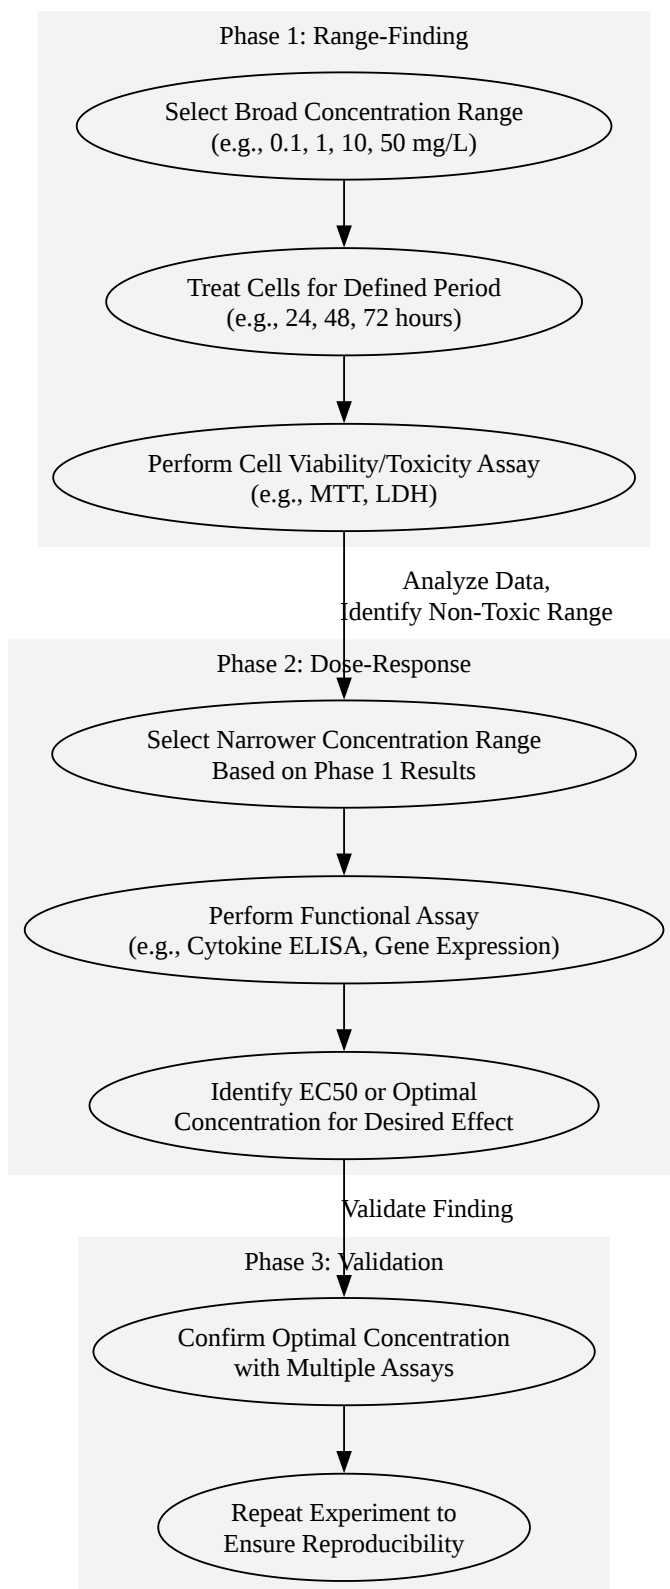 Phase 1: Range-Finding
Select Broad Concentration Range
(e.g., 0.1, 1, 10, 50 mg/L)
Treat Cells for Defined Period
(e.g., 24, 48, 72 hours)
Perform Cell Viability/Toxicity Assay
(e.g., MTT, LDH)
Analyze Data,
Identify Non-Toxic Range
Phase 2: Dose-Response
Select Narrower Concentration Range
Based on Phase 1 Results
Perform Functional Assay
(e.g., Cytokine ELISA, Gene Expression)
Identify EC50 or Optimal
Concentration for Desired Effect
Validate Finding
Phase 3: Validation
Confirm Optimal Concentration
with Multiple Assays
Repeat Experiment to
Ensure Reproducibility